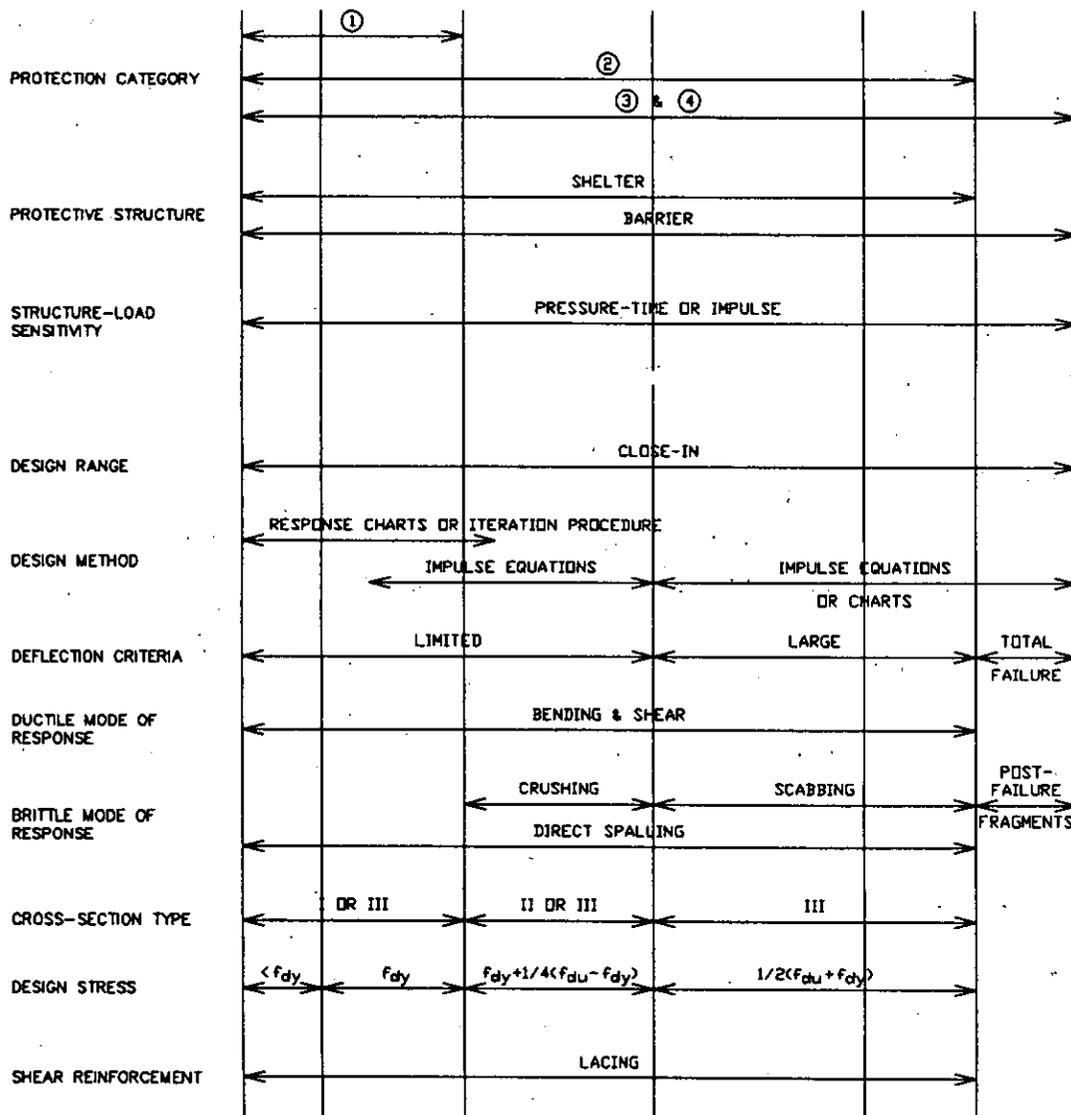 ①
PROTECTION CATEGORY
②
③ & ④
SHELTER
PROTECTIVE STRUCTURE
BARRIER
STRUCTURE-LOAD
SENSITIVITY
PRESSURE-TIME OR IMPULSE
DESIGN RANGE
CLOSE-IN
RESPONSE CHARTS OR ITERATION PROCEDURE
DESIGN METHOD
IMPULSE EQUATIONS
IMPULSE EQUATIONS
OR CHARTS
DEFLECTION CRITERIA
LIMITED
LARGE
TOTAL
FAILURE
DUCTILE MODE OF
RESPONSE
BENDING & SHEAR
BRITTLE MODE OF
RESPONSE
CRUSHING
SCABBING
POST-
FAILURE
FRAGMENTS
DIRECT SPALLING
CROSS-SECTION TYPE
I OR III
II OR III
III
DESIGN STRESS
<fdy
fdy
fdy+1/4(fdu-fdy)
1/2(fdu+fdy)
SHEAR REINFORCEMENT
LACING